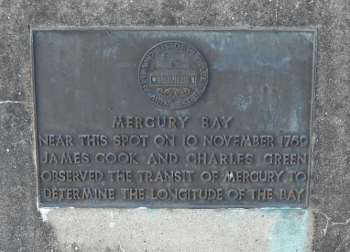 MERCURY BAY
NEAR THIS SPOT ON 10 NOVEMBER 1769
JAMES COOK AND CHARLES GREEN
OBSERVED THE TRANSIT OF MERCURY TO
DETERMINE THE LONGITUDE OF THE BAY